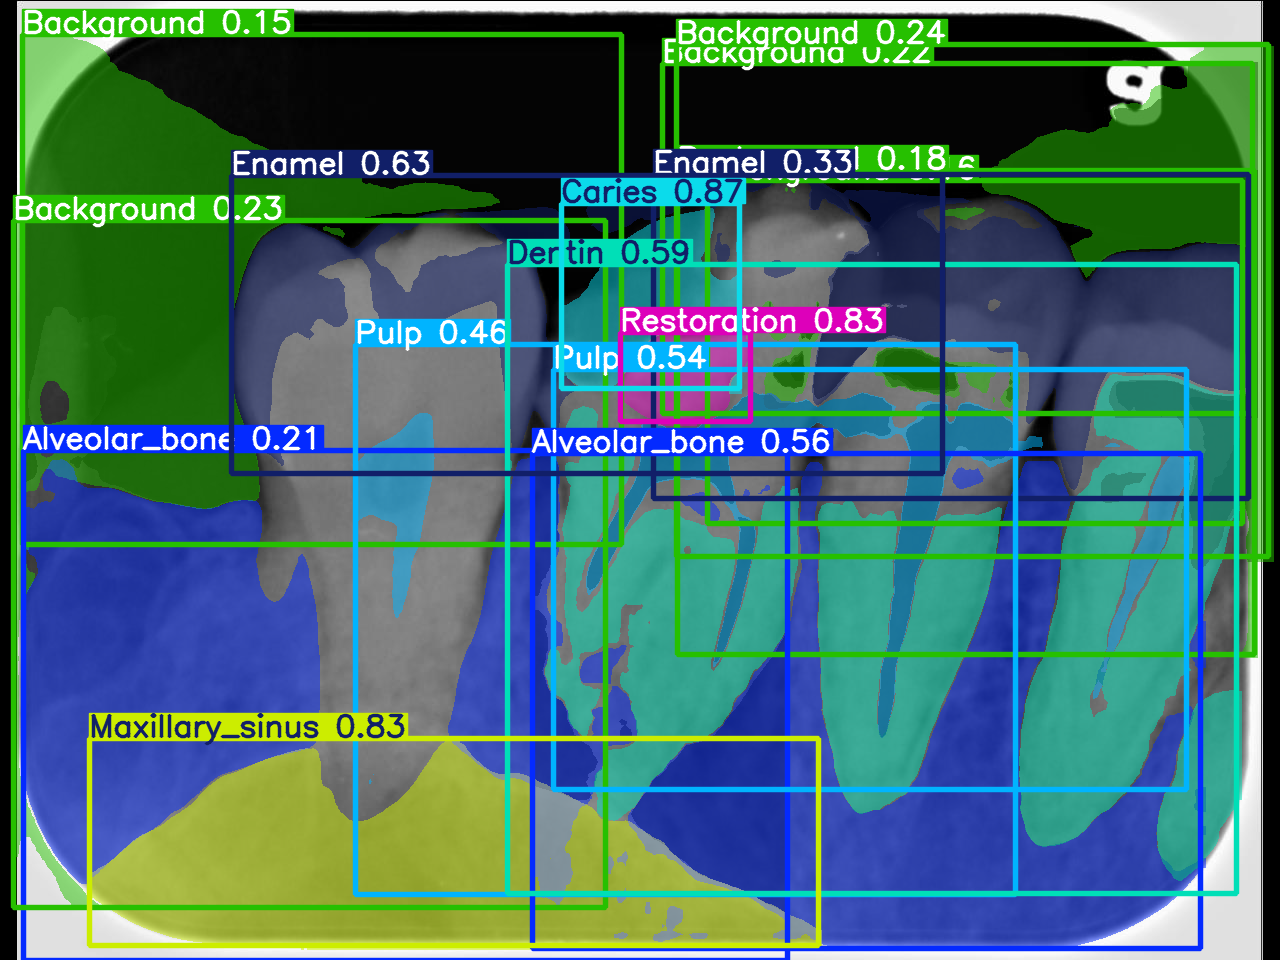 Background 0.15
Background 0.24
Background 0.22
9
Enamel 0.63
Enamel 0.33
0.18
Caries 0.87
Background 0.23
Dentin 0.59
Restoration 0.83
Pulp 0.46
Pulp 0.54
Alveolar_bone 0.21
Alveolar_bone 0.56
Maxillary_sinus 0.83